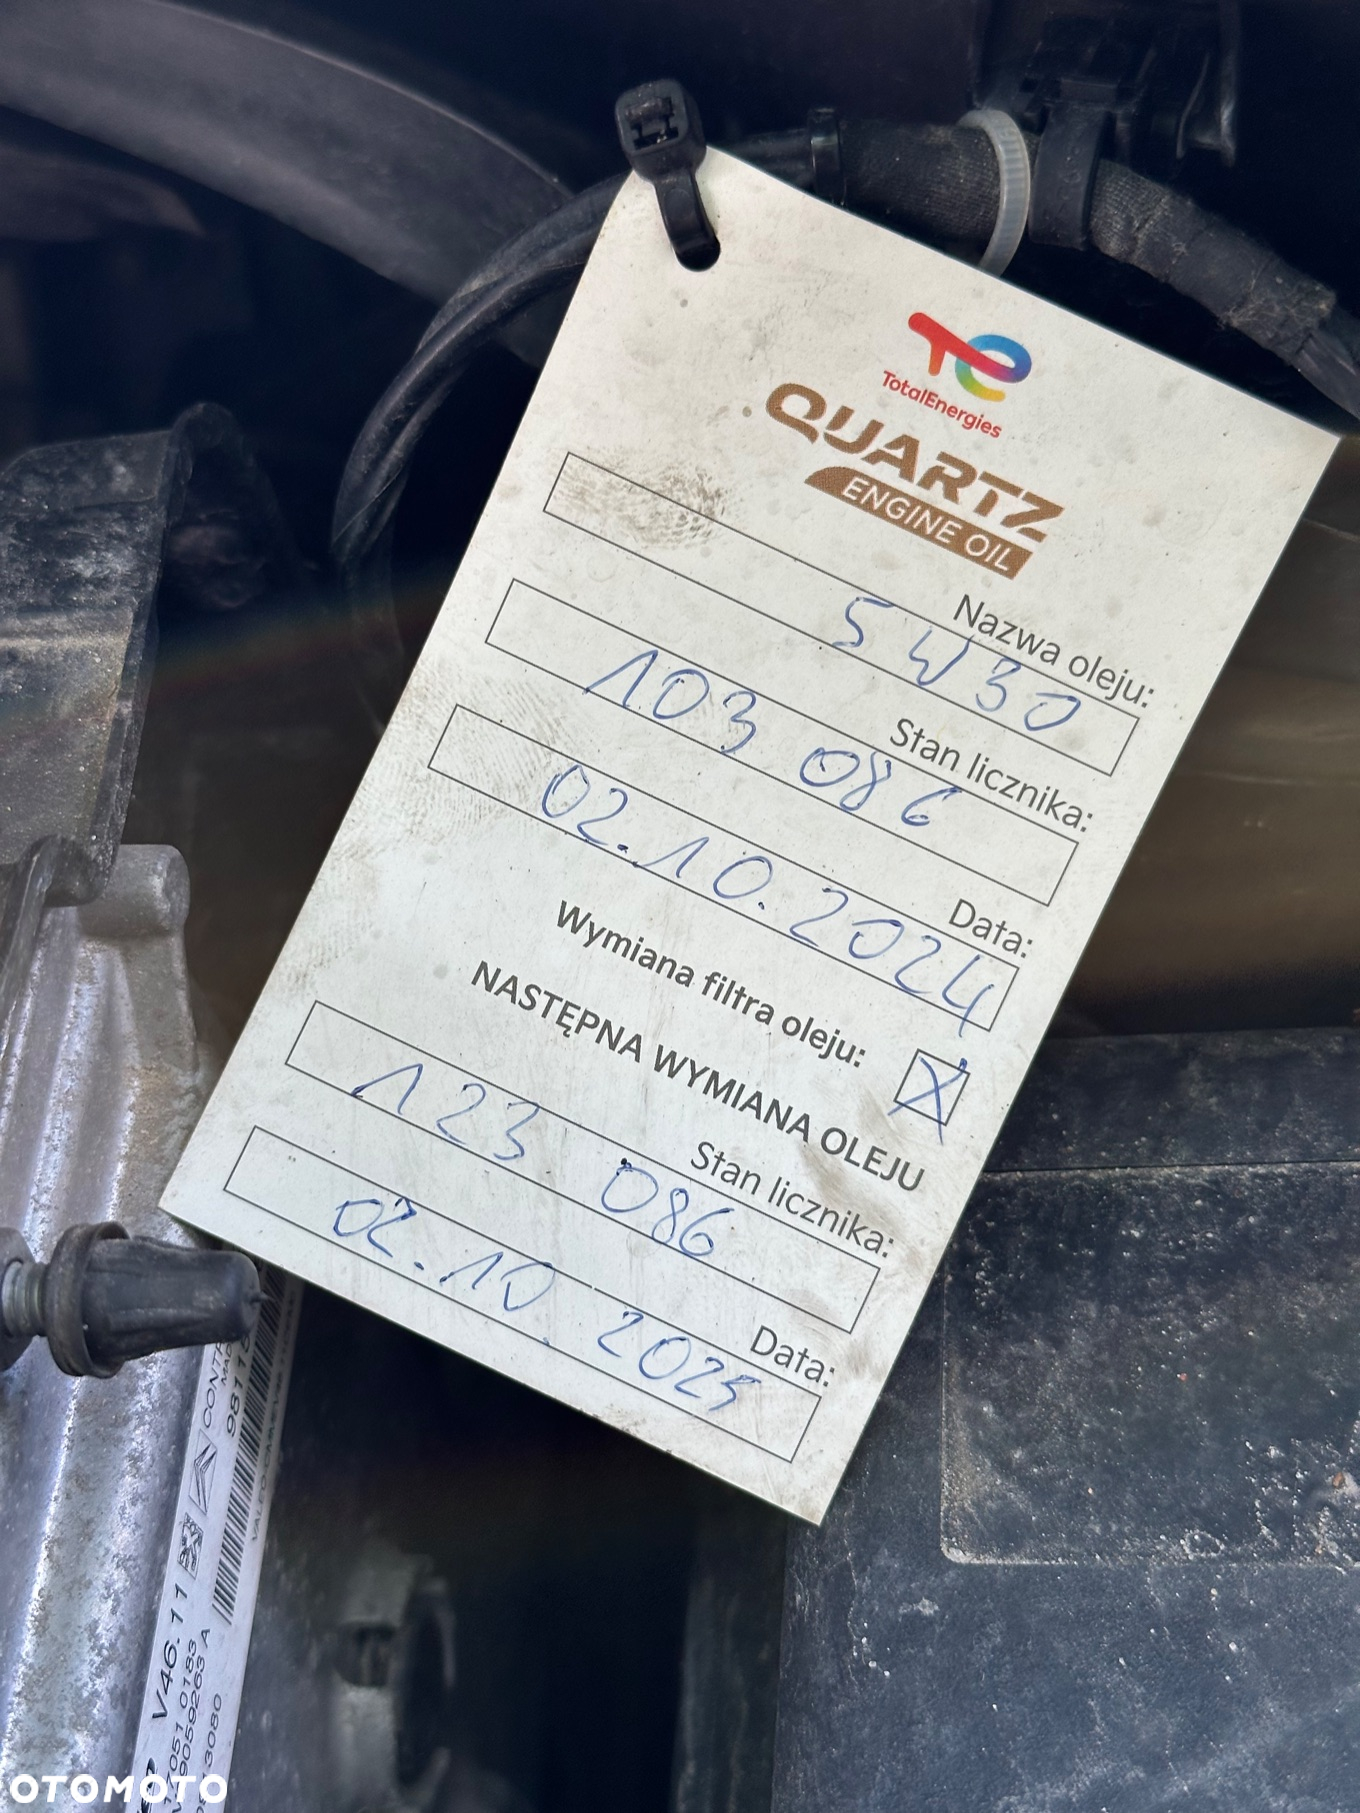 TotalEnergies
QUARTZ
ENGINE OIL
Nazwa oleju:
5W30
Stan licznika:
103 086
Data:
02.10.2024
Wymiana filtra oleju: X
NASTĘPNA WYMIANA OLEJU
Stan licznika:
123 086
Data:
02.10.2025
V46.11
OTOMOTO